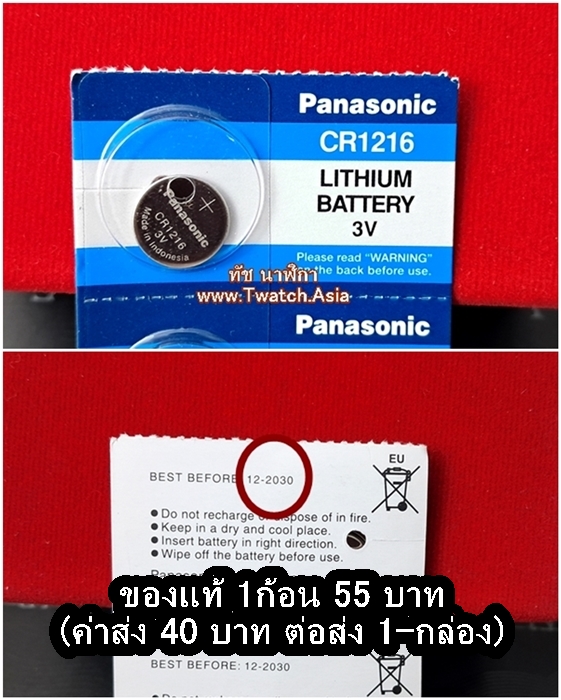 Panasonic
CR1216
LITHIUM
BATTERY
3V
Panasonic
CR1216
3V
Made in Indonesia
Please read "WARNING"
the back before use.
ทัช นาฬิกา
www.Twatch.Asia
Panasonic
EU
BEST BEFORE: 12-2030
Do not recharge or dispose of in fire.
Keep in a dry and cool place.
Insert battery in right direction.
Wipe off the battery before use.
ของแท้ 1ก้อน 55 บาท
(ค่าส่ง 40 บาท ต่อส่ง 1-กล่อง)
BEST BEFORE: 12-2030